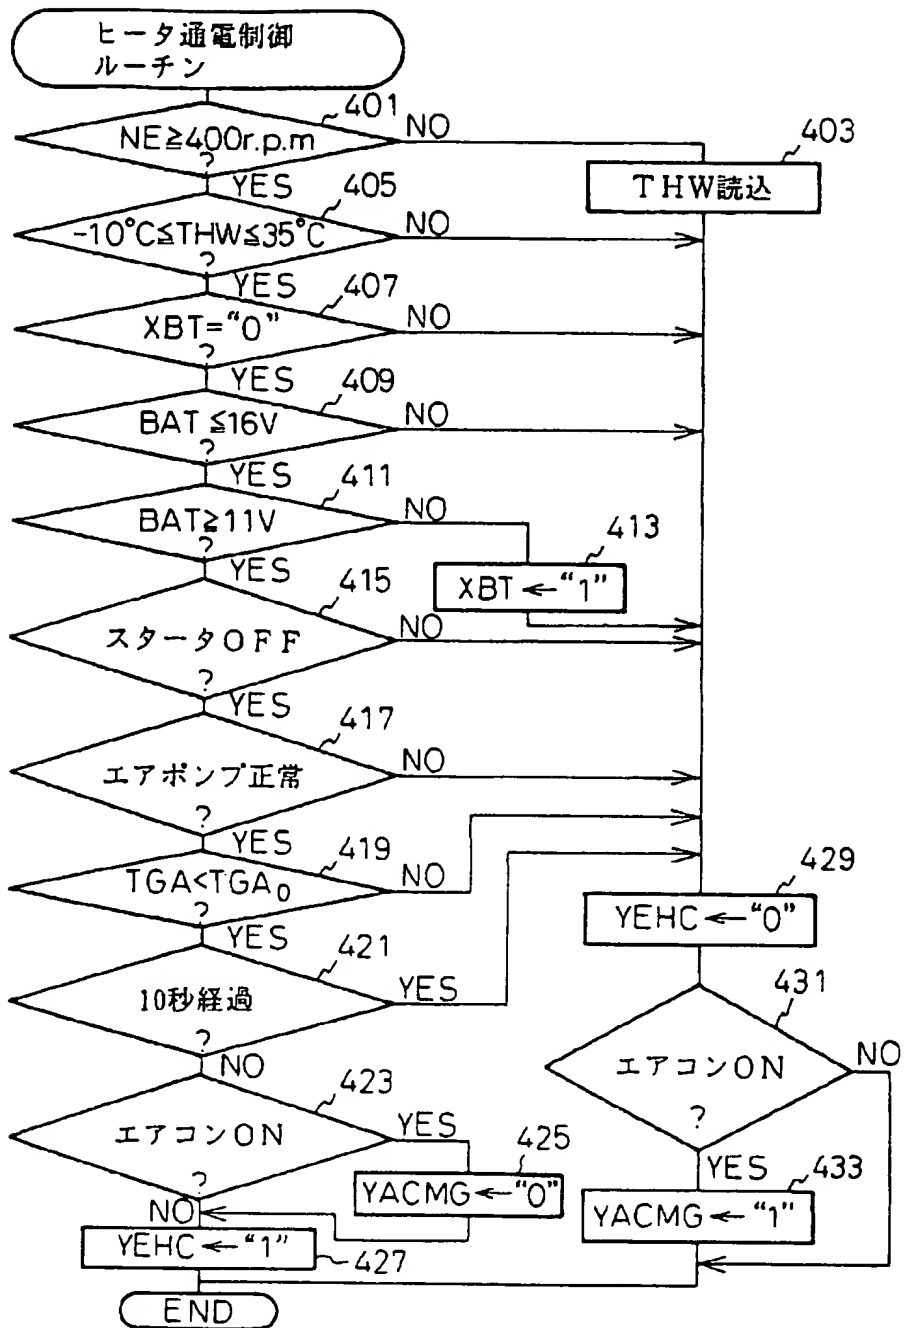 ヒータ通電制御
ルーチン
401
NE≧400r.p.m
?
NO
YES
403
THW読込
405
-10°C≦THW≦35°C
?
NO
YES
407
XBT="0"
?
NO
YES
409
BAT≦16V
?
NO
YES
411
BAT≧11V
?
NO
YES
413
XBT←"1"
415
スタータOFF
?
NO
YES
417
エアポンプ正常
?
NO
YES
419
TGA<TGA₀
?
NO
YES
421
10秒経過
?
YES
NO
423
エアコンON
?
YES
NO
425
YACMG←"0"
YEHC←"1"
427
429
YEHC←"0"
431
エアコンON
?
NO
YES
433
YACMG←"1"
END